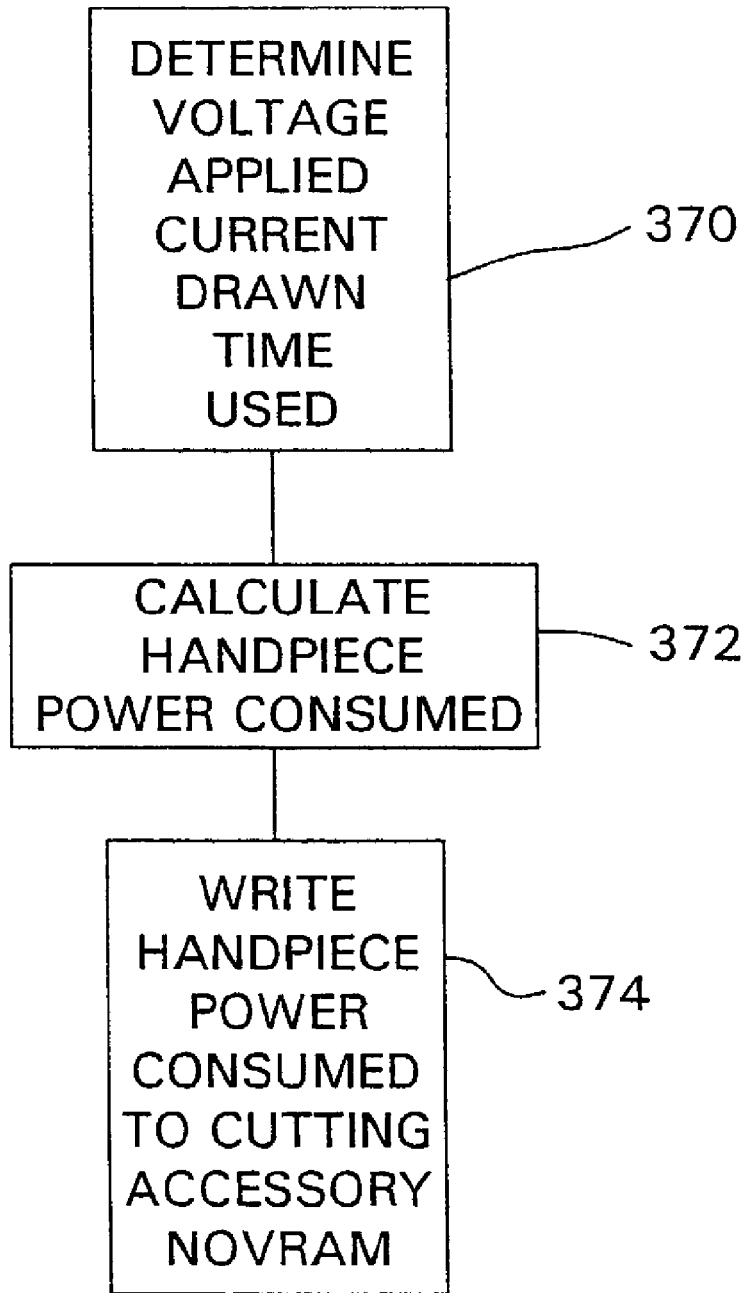 DETERMINE
VOLTAGE
APPLIED
CURRENT
DRAWN
TIME
USED
370
CALCULATE
HANDPIECE
POWER CONSUMED
372
WRITE
HANDPIECE
POWER
CONSUMED
TO CUTTING
ACCESSORY
NOVRAM
374